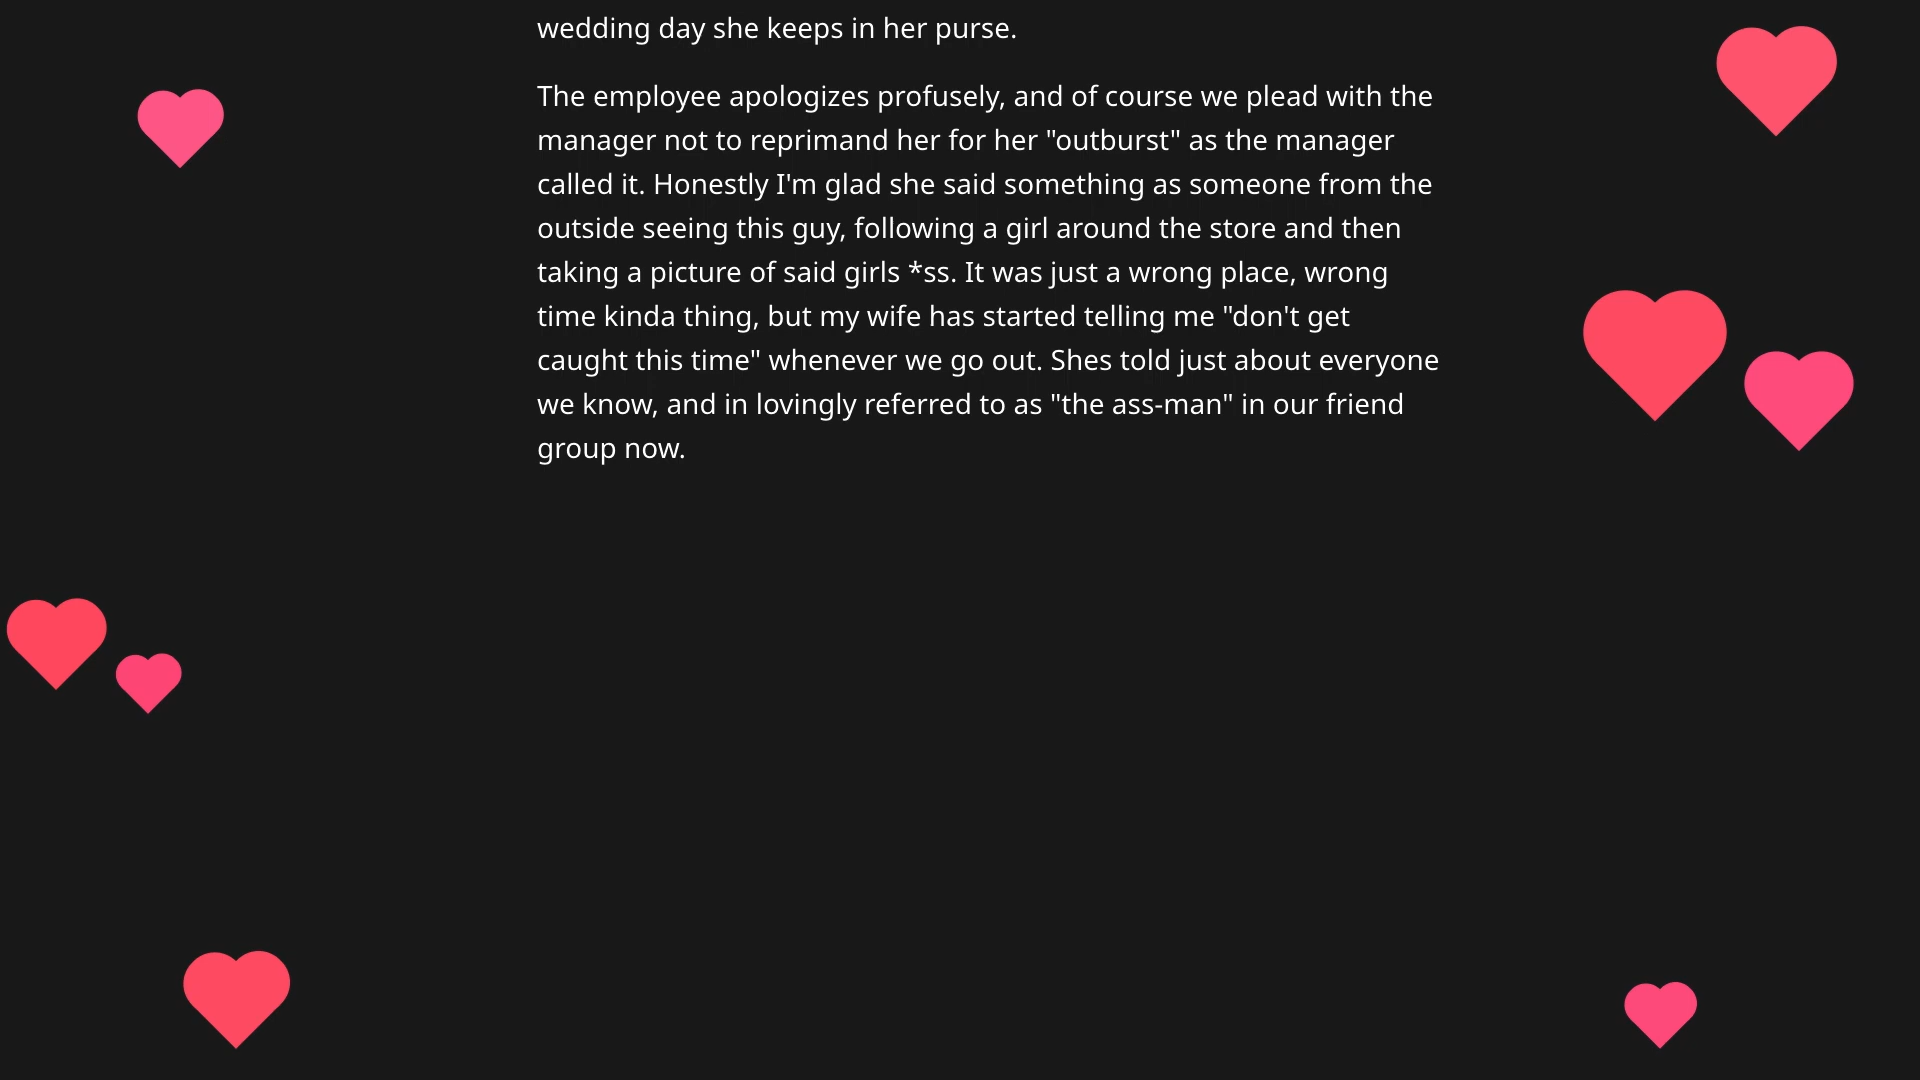 wedding day she keeps in her purse.
The employee apologizes profusely, and of course we plead with the
manager not to reprimand her for her "outburst" as the manager
called it. Honestly I'm glad she said something as someone from the
outside seeing this guy, following a girl around the store and then
taking a picture of said girls *ss. It was just a wrong place, wrong
time kinda thing, but my wife has started telling me "don't get
caught this time" whenever we go out. Shes told just about everyone
we know, and in lovingly referred to as "the ass-man" in our friend
group now.